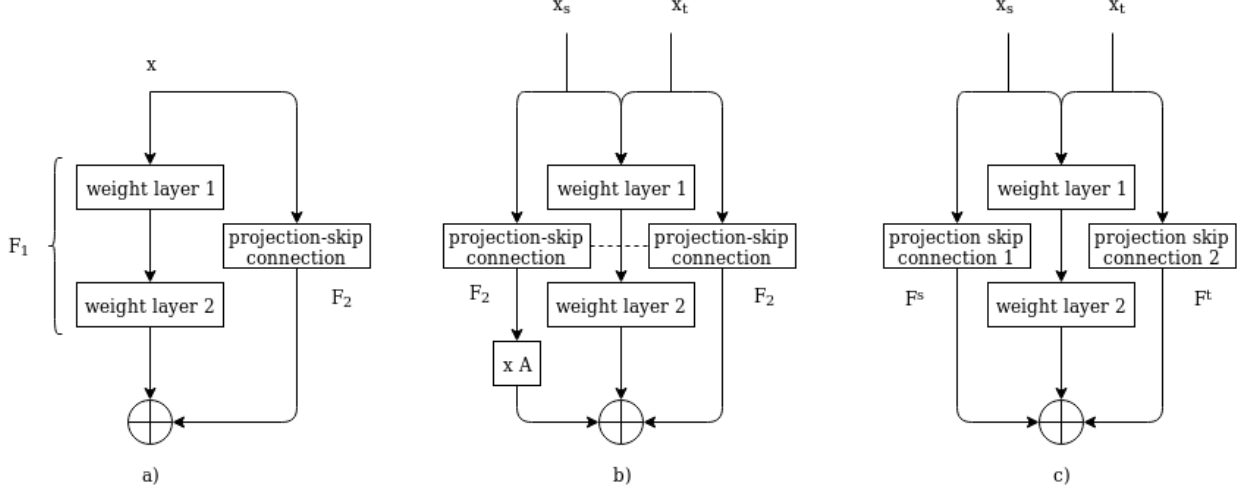 x
weight layer 1
projection-skip
connection
F₁
F₂
weight layer 2
a)
xₛ
xₜ
weight layer 1
projection-skip
connection
projection-skip
connection
F₂
F₂
weight layer 2
x A
b)
xₛ
xₜ
weight layer 1
projection skip
connection 1
projection skip
connection 2
Fˢ
Fᵗ
weight layer 2
c)